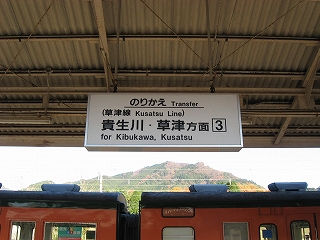 のりかえ Transfer
(草津線 Kusatsu Line)
貴生川・草津方面 3
for Kibukawa, Kusatsu